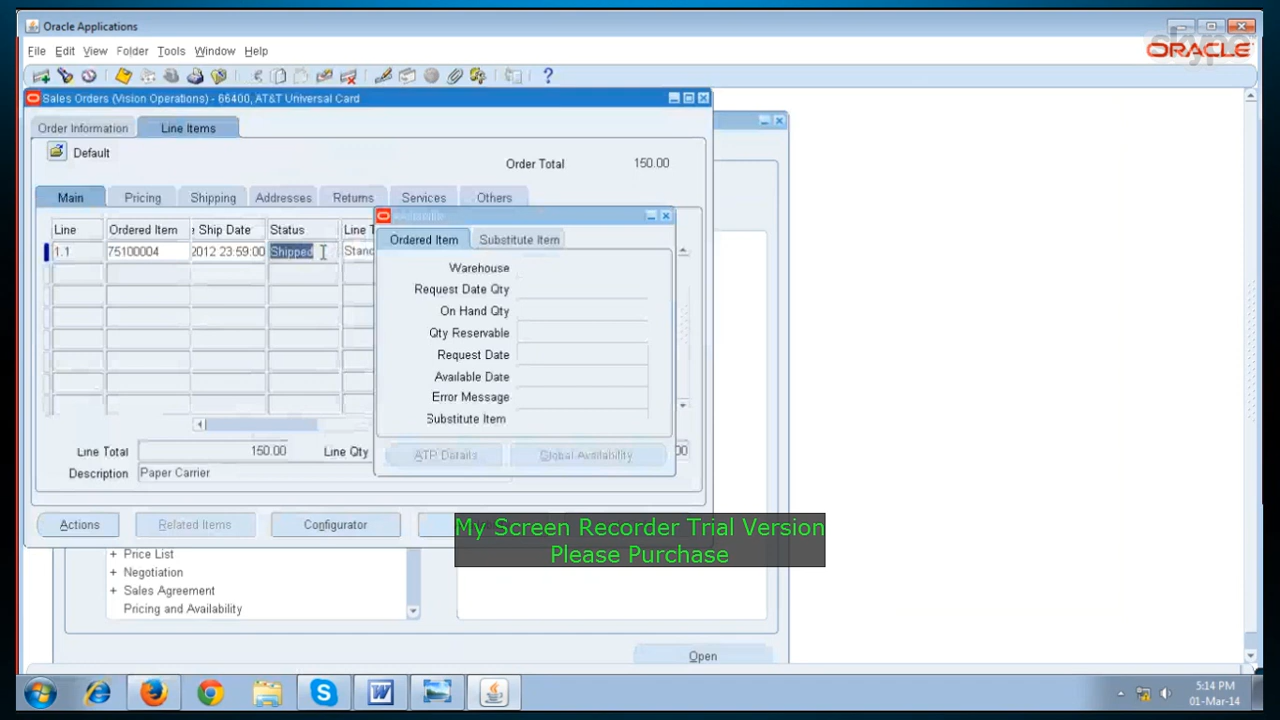 Oracle Applications
File Edit View Folder Tools Window Help
skype
ORACLE
Sales Orders (Vision Operations) - 66400, AT&T Universal Card
Order Information Line Items
Default
Order Total 150.00
Main Pricing Shipping Addresses Returns Services Others
Line Ordered Item Ship Date Status Line T
1.1 75100004 2012 23:59:00 Shipped Stanc
Ordered Item Substitute Item
Warehouse
Request Date Qty
On Hand Qty
Qty Reservable
Request Date
Available Date
Error Message
Substitute Item
ATP Details Global Availability
Line Total 150.00 Line Qty 00
Description Paper Carrier
Actions Related Items Configurator
My Screen Recorder Trial Version
Please Purchase
+ Price List
+ Negotiation
+ Sales Agreement
Pricing and Availability
Open
5:14 PM
01-Mar-14